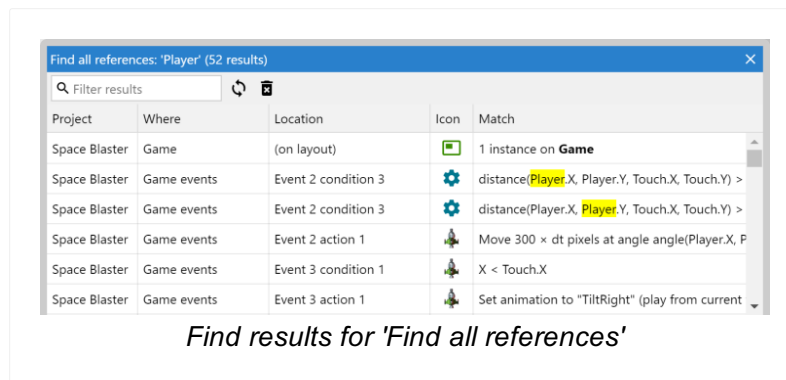 Find all references: 'Player' (52 results)
Filter results
Project Where Location Icon Match
Space Blaster Game (on layout) 1 instance on Game
Space Blaster Game events Event 2 condition 3 distance(Player.X, Player.Y, Touch.X, Touch.Y) >
Space Blaster Game events Event 2 condition 3 distance(Player.X, Player.Y, Touch.X, Touch.Y) >
Space Blaster Game events Event 2 action 1 Move 300 × dt pixels at angle angle(Player.X, P
Space Blaster Game events Event 3 condition 1 X < Touch.X
Space Blaster Game events Event 3 action 1 Set animation to "TiltRight" (play from current
Find results for 'Find all references'